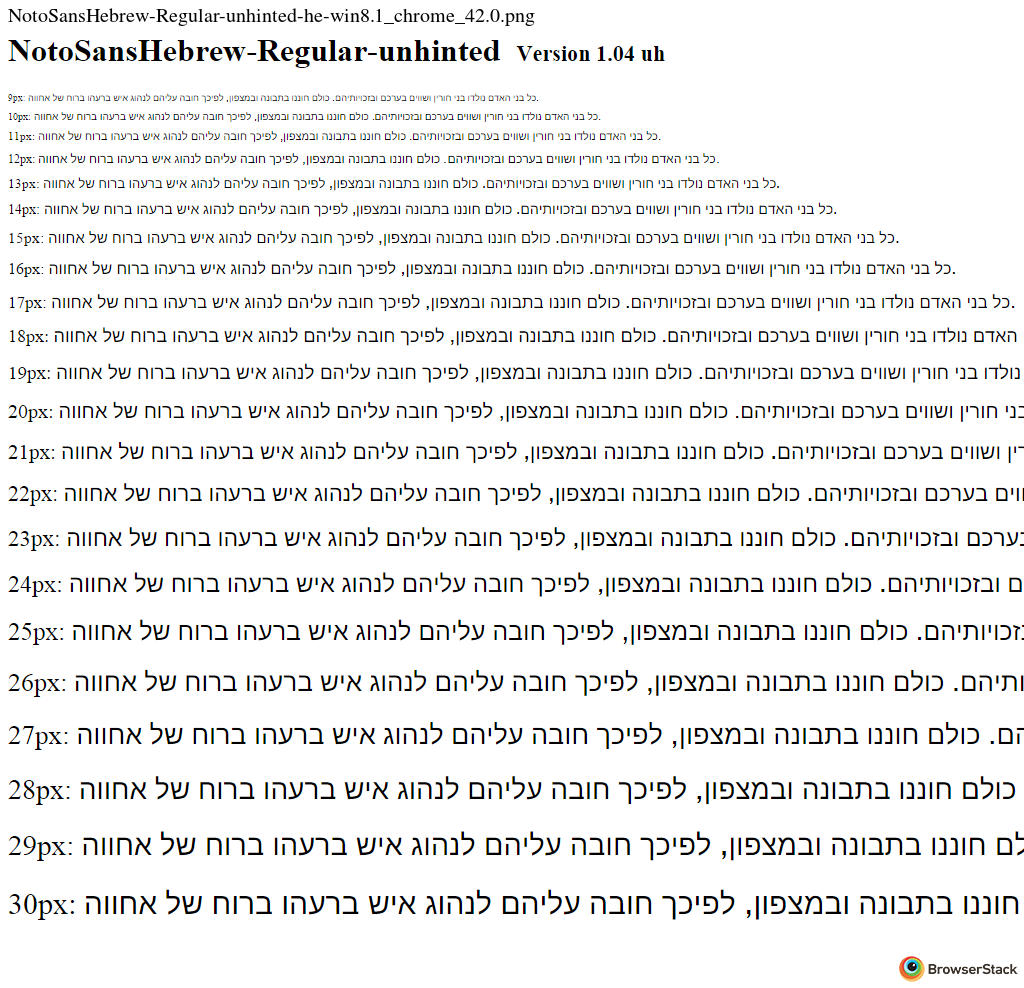 NotoSansHebrew-Regular-unhinted-he-win8.1_chrome_42.0.png
NotoSansHebrew-Regular-unhinted Version 1.04 uh
9px: כל בני האדם נולדו בני חורין ושווים בערכם ובזכויותיהם. כולם חוננו בתבונה ובמצפון, לפיכך חובה עליהם לנהוג איש ברעהו ברוח של אחווה.
10px: כל בני האדם נולדו בני חורין ושווים בערכם ובזכויותיהם. כולם חוננו בתבונה ובמצפון, לפיכך חובה עליהם לנהוג איש ברעהו ברוח של אחווה.
11px: כל בני האדם נולדו בני חורין ושווים בערכם ובזכויותיהם. כולם חוננו בתבונה ובמצפון, לפיכך חובה עליהם לנהוג איש ברעהו ברוח של אחווה.
12px: כל בני האדם נולדו בני חורין ושווים בערכם ובזכויותיהם. כולם חוננו בתבונה ובמצפון, לפיכך חובה עליהם לנהוג איש ברעהו ברוח של אחווה.
13px: כל בני האדם נולדו בני חורין ושווים בערכם ובזכויותיהם. כולם חוננו בתבונה ובמצפון, לפיכך חובה עליהם לנהוג איש ברעהו ברוח של אחווה.
14px: כל בני האדם נולדו בני חורין ושווים בערכם ובזכויותיהם. כולם חוננו בתבונה ובמצפון, לפיכך חובה עליהם לנהוג איש ברעהו ברוח של אחווה.
15px: כל בני האדם נולדו בני חורין ושווים בערכם ובזכויותיהם. כולם חוננו בתבונה ובמצפון, לפיכך חובה עליהם לנהוג איש ברעהו ברוח של אחווה.
16px: כל בני האדם נולדו בני חורין ושווים בערכם ובזכויותיהם. כולם חוננו בתבונה ובמצפון, לפיכך חובה עליהם לנהוג איש ברעהו ברוח של אחווה.
17px: כל בני האדם נולדו בני חורין ושווים בערכם ובזכויותיהם. כולם חוננו בתבונה ובמצפון, לפיכך חובה עליהם לנהוג איש ברעהו ברוח של אחווה.
18px: האדם נולדו בני חורין ושווים בערכם ובזכויותיהם. כולם חוננו בתבונה ובמצפון, לפיכך חובה עליהם לנהוג איש ברעהו ברוח של אחווה
19px: נולדו בני חורין ושווים בערכם ובזכויותיהם. כולם חוננו בתבונה ובמצפון, לפיכך חובה עליהם לנהוג איש ברעהו ברוח של אחווה
20px: חורין ושווים בערכם ובזכויותיהם. כולם חוננו בתבונה ובמצפון, לפיכך חובה עליהם לנהוג איש ברעהו ברוח של אחווה
21px: ושווים בערכם ובזכויותיהם. כולם חוננו בתבונה ובמצפון, לפיכך חובה עליהם לנהוג איש ברעהו ברוח של אחווה
22px: בערכם ובזכויותיהם. כולם חוננו בתבונה ובמצפון, לפיכך חובה עליהם לנהוג איש ברעהו ברוח של אחווה
23px: בערכם ובזכויותיהם. כולם חוננו בתבונה ובמצפון, לפיכך חובה עליהם לנהוג איש ברעהו ברוח של אחווה
24px: ובזכויותיהם. כולם חוננו בתבונה ובמצפון, לפיכך חובה עליהם לנהוג איש ברעהו ברוח של אחווה
25px: כולם חוננו בתבונה ובמצפון, לפיכך חובה עליהם לנהוג איש ברעהו ברוח של אחווה
26px: כולם חוננו בתבונה ובמצפון, לפיכך חובה עליהם לנהוג איש ברעהו ברוח של אחווה
27px: כולם חוננו בתבונה ובמצפון, לפיכך חובה עליהם לנהוג איש ברעהו ברוח של אחווה
28px: כולם חוננו בתבונה ובמצפון, לפיכך חובה עליהם לנהוג איש ברעהו ברוח של אחווה
29px: חוננו בתבונה ובמצפון, לפיכך חובה עליהם לנהוג איש ברעהו ברוח של אחווה
30px: חוננו בתבונה ובמצפון, לפיכך חובה עליהם לנהוג איש ברעהו ברוח של אחווה
BrowserStack